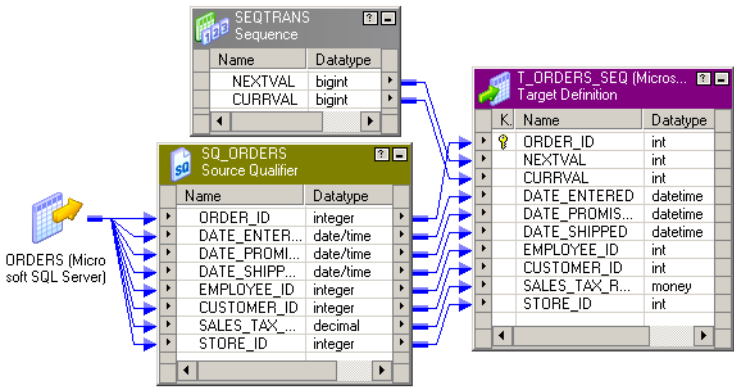 SEQTRANS
Sequence
Name Datatype
NEXTVAL bigint
CURRVAL bigint
T_ORDERS_SEQ (Micros...
Target Definition
K. Name Datatype
ORDER_ID int
NEXTVAL int
CURRVAL int
DATE_ENTERED datetime
DATE_PROMIS... datetime
DATE_SHIPPED datetime
EMPLOYEE_ID int
CUSTOMER_ID int
SALES_TAX_R... money
STORE_ID int
SQ_ORDERS
Source Qualifier
Name Datatype
ORDER_ID integer
DATE_ENTER... date/time
DATE_PROMI... date/time
DATE_SHIPP... date/time
EMPLOYEE_ID integer
CUSTOMER_ID integer
SALES_TAX_... decimal
STORE_ID integer
ORDERS (Micro
soft SQL Server)